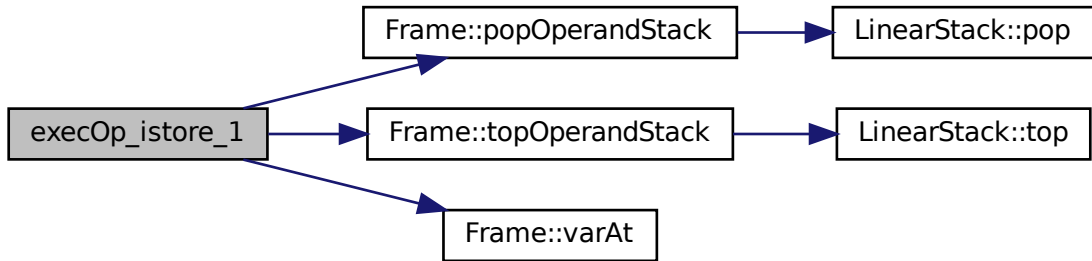 Frame::popOperandStack
LinearStack::pop
execOp_istore_1
Frame::topOperandStack
LinearStack::top
Frame::varAt